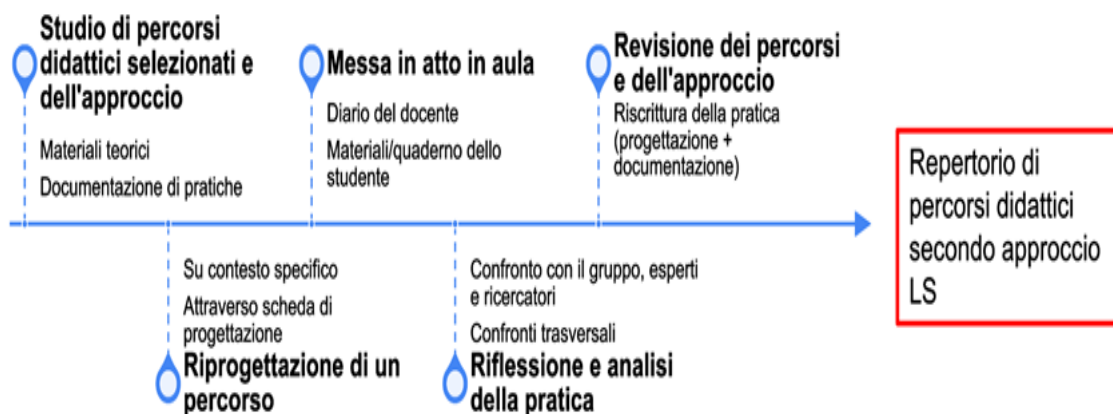 Studio di percorsi
didattici selezionati e
dell'approccio
Materiali teorici
Documentazione di pratiche
Messa in atto in aula
Diario del docente
Materiali/quaderno dello
studente
Revisione dei percorsi
e dell'approccio
Riscrittura della pratica
(progettazione +
documentazione)
Repertorio di
percorsi didattici
secondo approccio
LS
Su contesto specifico
Attraverso scheda di
progettazione
Riprogettazione di un
percorso
Confronto con il gruppo, esperti
e ricercatori
Confronti trasversali
Riflessione e analisi
della pratica